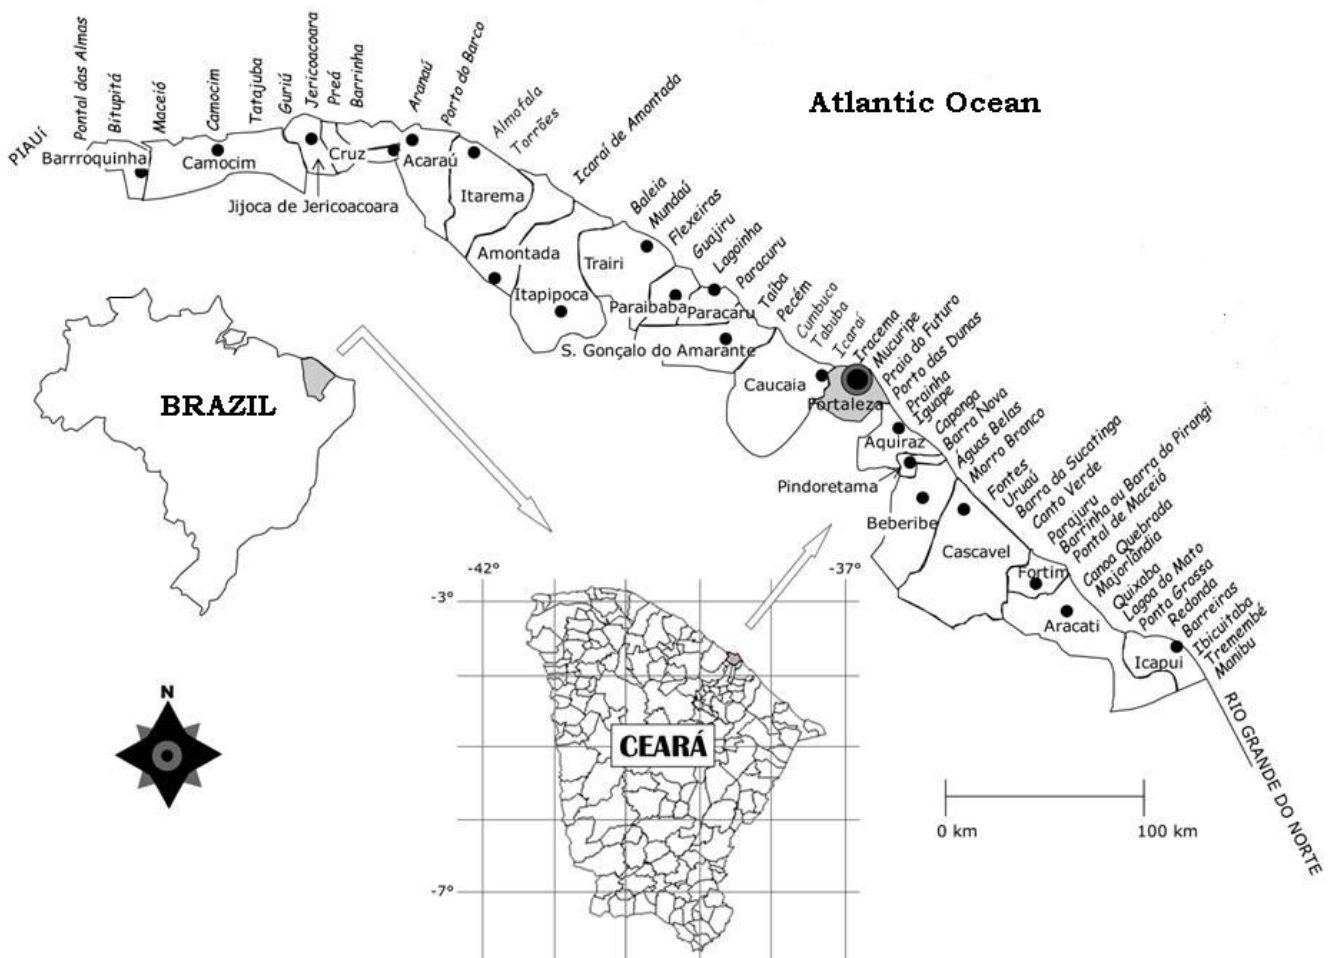 Atlantic Ocean
PIAUÍ
Pontal das Almas
Bitupitá
Maceió
Camocim
Tatajuba
Guriú
Jericoacoara
Preá
Barrinha
Aranaú
Porto do Barco
Almofala
Torrões
Icaraí de Amontada
Baleia
Mundaú
Flexeiras
Guajiru
Lagoinha
Paracuru
Taíba
Pecém
Cumbuco
Tabuba
Icaraí
Iracema
Mucuripe
Praia do Futuro
Porto das Dunas
Prainha
Iguape
Caponga
Barra Nova
Águas Belas
Morro Branco
Fontes
Uruaú
Barra da Sucatinga
Canto Verde
Parajuru
Barrinha ou Barra do Pirangi
Pontal de Maceió
Canoa Quebrada
Majorlândia
Quixaba
Lagoa do Mato
Ponta Grossa
Redonda
Barreiras
Ibicuitaba
Tremembé
Manibu
RIO GRANDE DO NORTE
Barrroquinha
Camocim
Jijoca de Jericoacoara
Cruz
Acaraú
Itarema
Amontada
Itapipoca
Trairi
Paraibaba
Paracaru
S. Gonçalo do Amarante
Caucaia
Fortaleza
Aquiraz
Pindoretama
Beberibe
Cascavel
Fortim
Aracati
Icapui
BRAZIL
-42°
-37°
-3°
-7°
CEARÁ
N
0 km
100 km